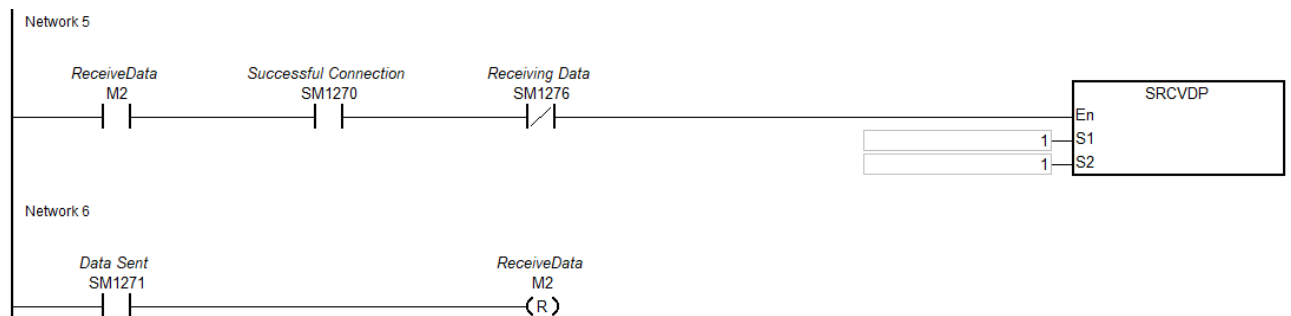 Network 5
ReceiveData Successful Connection Receiving Data
M2 SM1270 SM1276 SRCVDP
En
1 S1
1 S2
Network 6
Data Sent ReceiveData
SM1271 M2
R